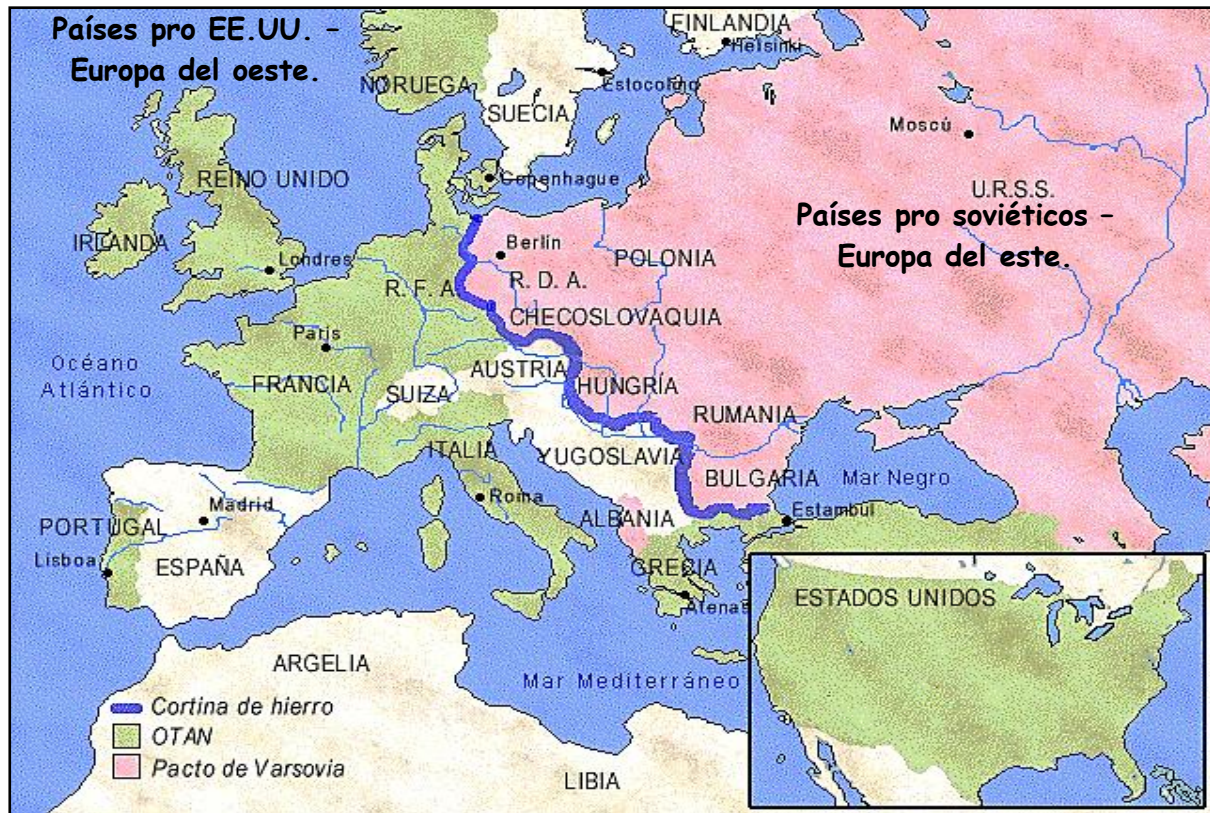 Países pro EE.UU. –
Europa del oeste.
FINLANDIA
Helsinki
NORUEGA
Estocolmo
SUECIA
Moscú
REINO UNIDO
Copenhague
U.R.S.S.
Países pro soviéticos –
Europa del este.
IRLANDA
Londres
Berlín
POLONIA
R. F. A.
R. D. A.
CHECOSLOVAQUIA
París
Océano
Atlántico
FRANCIA
SUIZA
AUSTRIA
HUNGRÍA
RUMANIA
ITALIA
YUGOSLAVIA
BULGARIA
Mar Negro
Roma
Madrid
PORTUGAL
ALBANIA
Estambul
Lisboa
ESPAÑA
GRECIA
Atenas
ESTADOS UNIDOS
ARGELIA
Mar Mediterráneo
Cortina de hierro
OTAN
Pacto de Varsovia
LIBIA